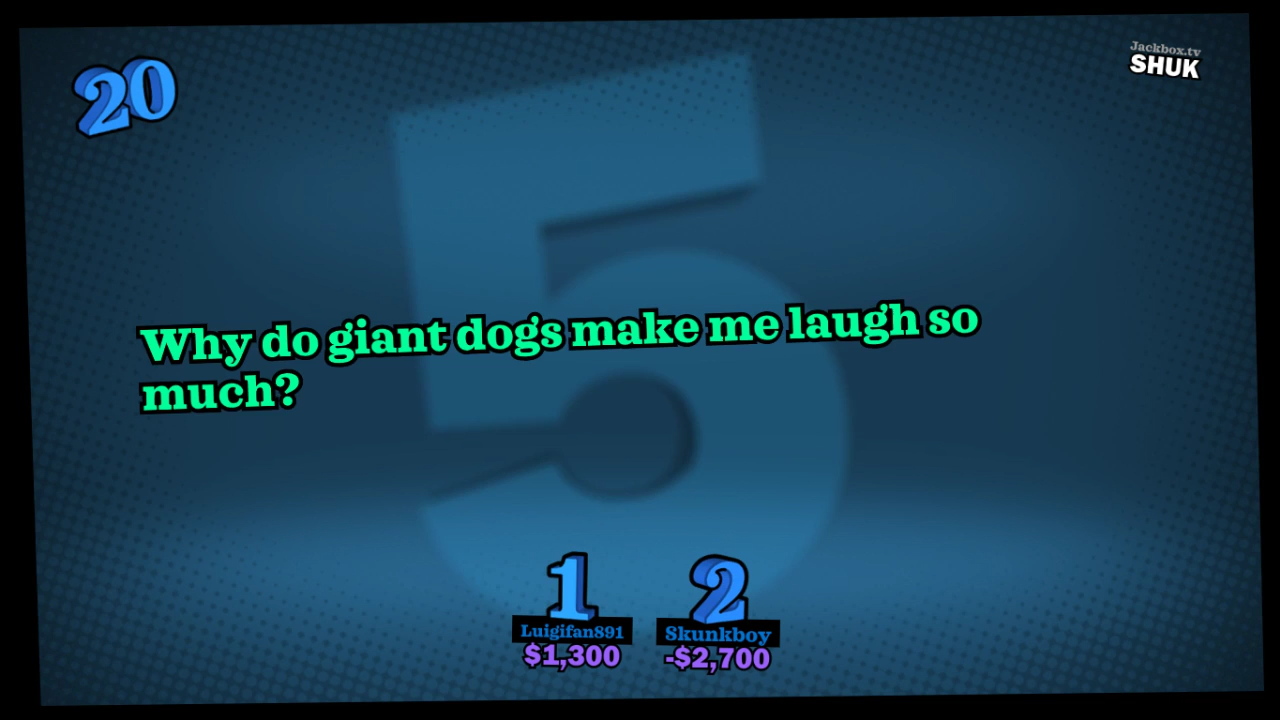 20
Jackbox.tv
SHUK
5
Why do giant dogs make me laugh so
much?
1 2
Luigifan891 Skunkboy
$1,300 -$2,700